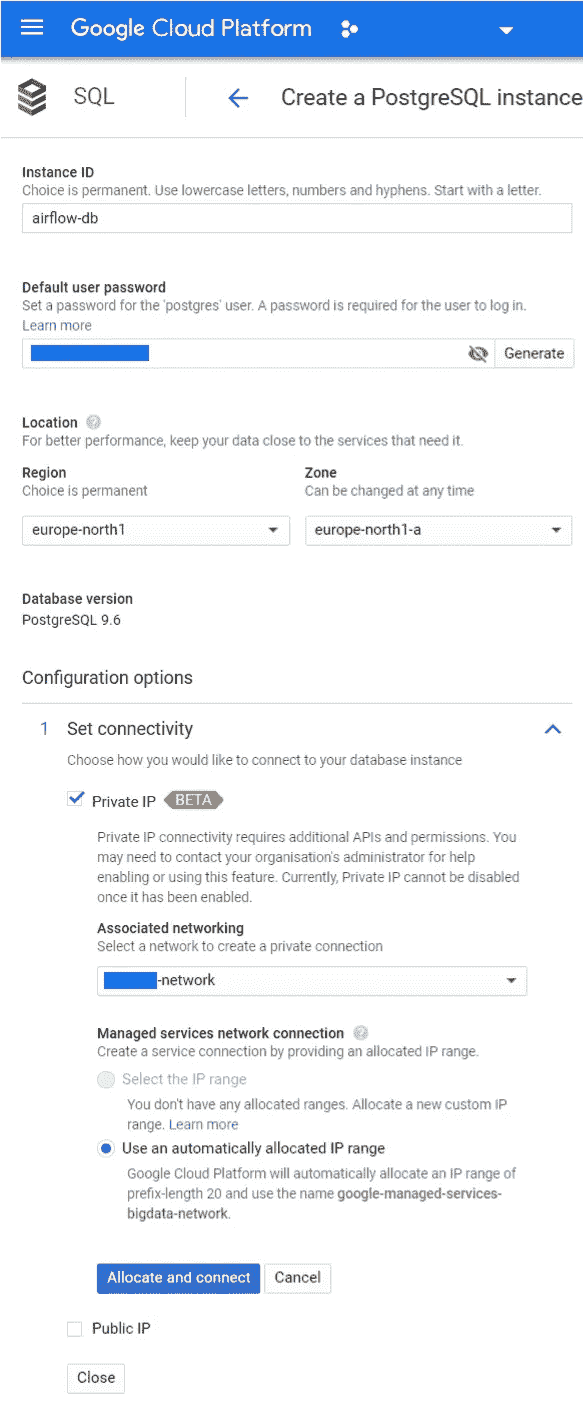 Google Cloud Platform
SQL
Create a PostgreSQL instance
Instance ID
Choice is permanent. Use lowercase letters, numbers and hyphens. Start with a letter.
airflow-db
Default user password
Set a password for the 'postgres' user. A password is required for the user to log in.
Learn more
Generate
Location
For better performance, keep your data close to the services that need it.
Region
Zone
Choice is permanent
Can be changed at any time
europe-north1
europe-north1-a
Database version
PostgreSQL 9.6
Configuration options
1 Set connectivity
Choose how you would like to connect to your database instance
Private IP BETA
Private IP connectivity requires additional APIs and permissions. You
may need to contact your organisation's administrator for help
enabling or using this feature. Currently, Private IP cannot be disabled
once it has been enabled.
Associated networking
Select a network to create a private connection
-network
Managed services network connection
Create a service connection by providing an allocated IP range.
Select the IP range
You don't have any allocated ranges. Allocate a new custom IP
range. Learn more
Use an automatically allocated IP range
Google Cloud Platform will automatically allocate an IP range of
prefix-length 20 and use the name google-managed-services-
bigdata-network.
Allocate and connect
Cancel
Public IP
Close